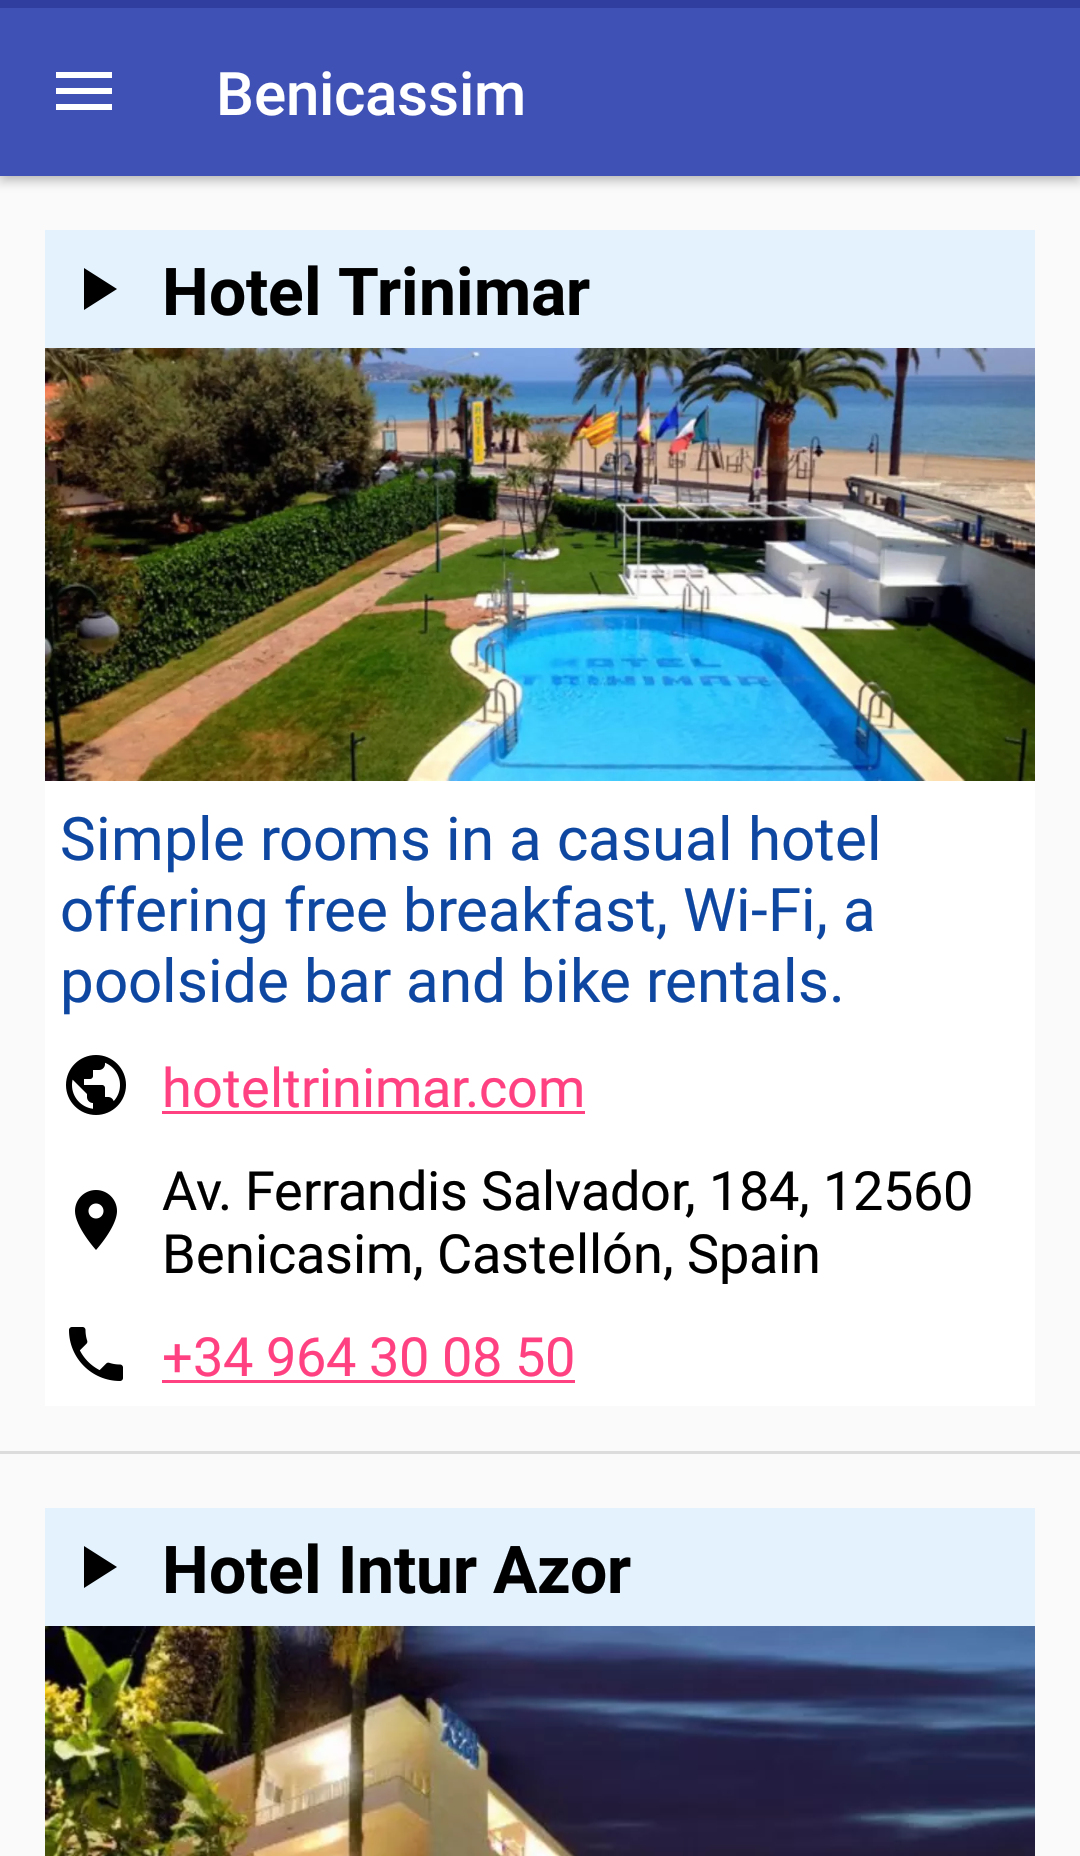 Benicassim
Hotel Trinimar
HOTEL
HOTEL
TRINIMAR
Simple rooms in a casual hotel
offering free breakfast, Wi-Fi, a
poolside bar and bike rentals.
hoteltrinimar.com
Av. Ferrandis Salvador, 184, 12560
Benicasim, Castellón, Spain
+34 964 30 08 50
Hotel Intur Azor